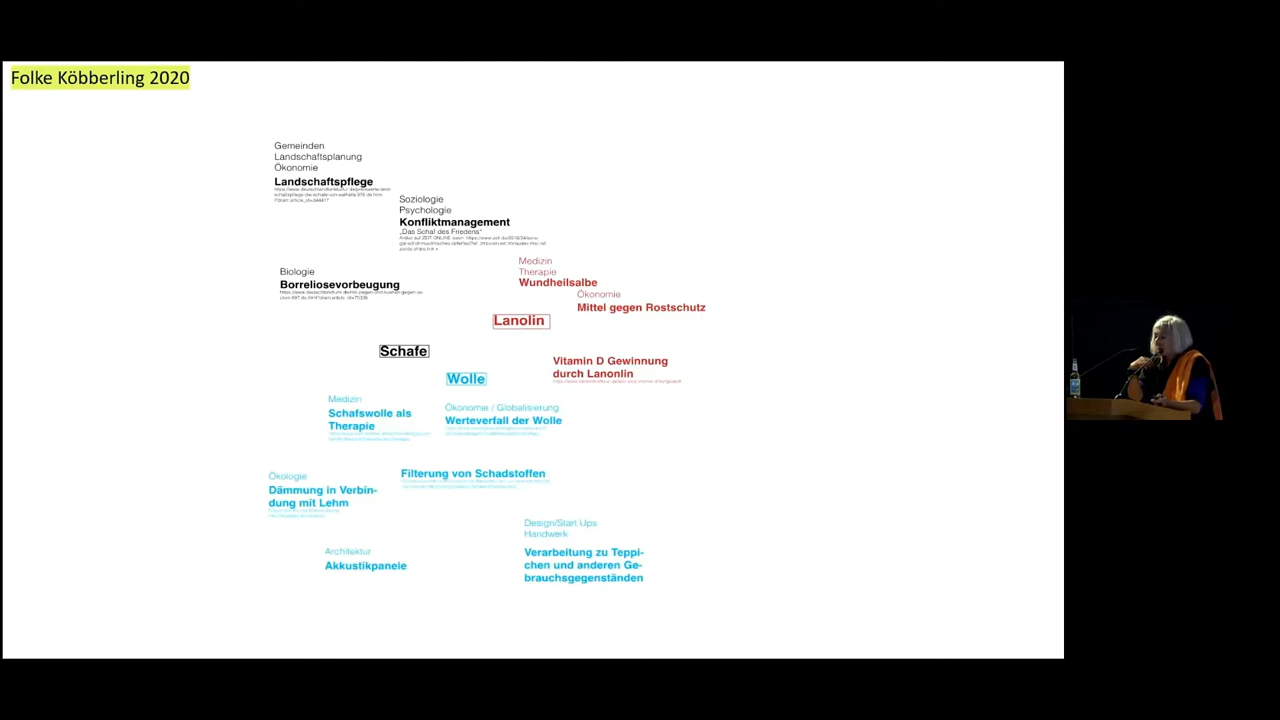 Folke Köbberling 2020
Gemeinden
Landschaftsplanung
Ökonomie
Landschaftspflege
Soziologie
Psychologie
Konfliktmanagement
„Das Schaf des Friedens“
Biologie
Borreliosevorbeugung
Medizin
Therapie
Wundheilsalbe
Ökonomie
Mittel gegen Rostschutz
Lanolin
Schafe
Vitamin D Gewinnung
durch Lanonlin
Wolle
Medizin
Schafswolle als
Therapie
Ökonomie / Globalisierung
Werteverfall der Wolle
Ökologie
Dämmung in Verbin-
dung mit Lehm
Filterung von Schadstoffen
Design/Start Ups
Handwerk
Verarbeitung zu Teppi-
chen und anderen Ge-
brauchsgegenständen
Architektur
Akkustikpaneie